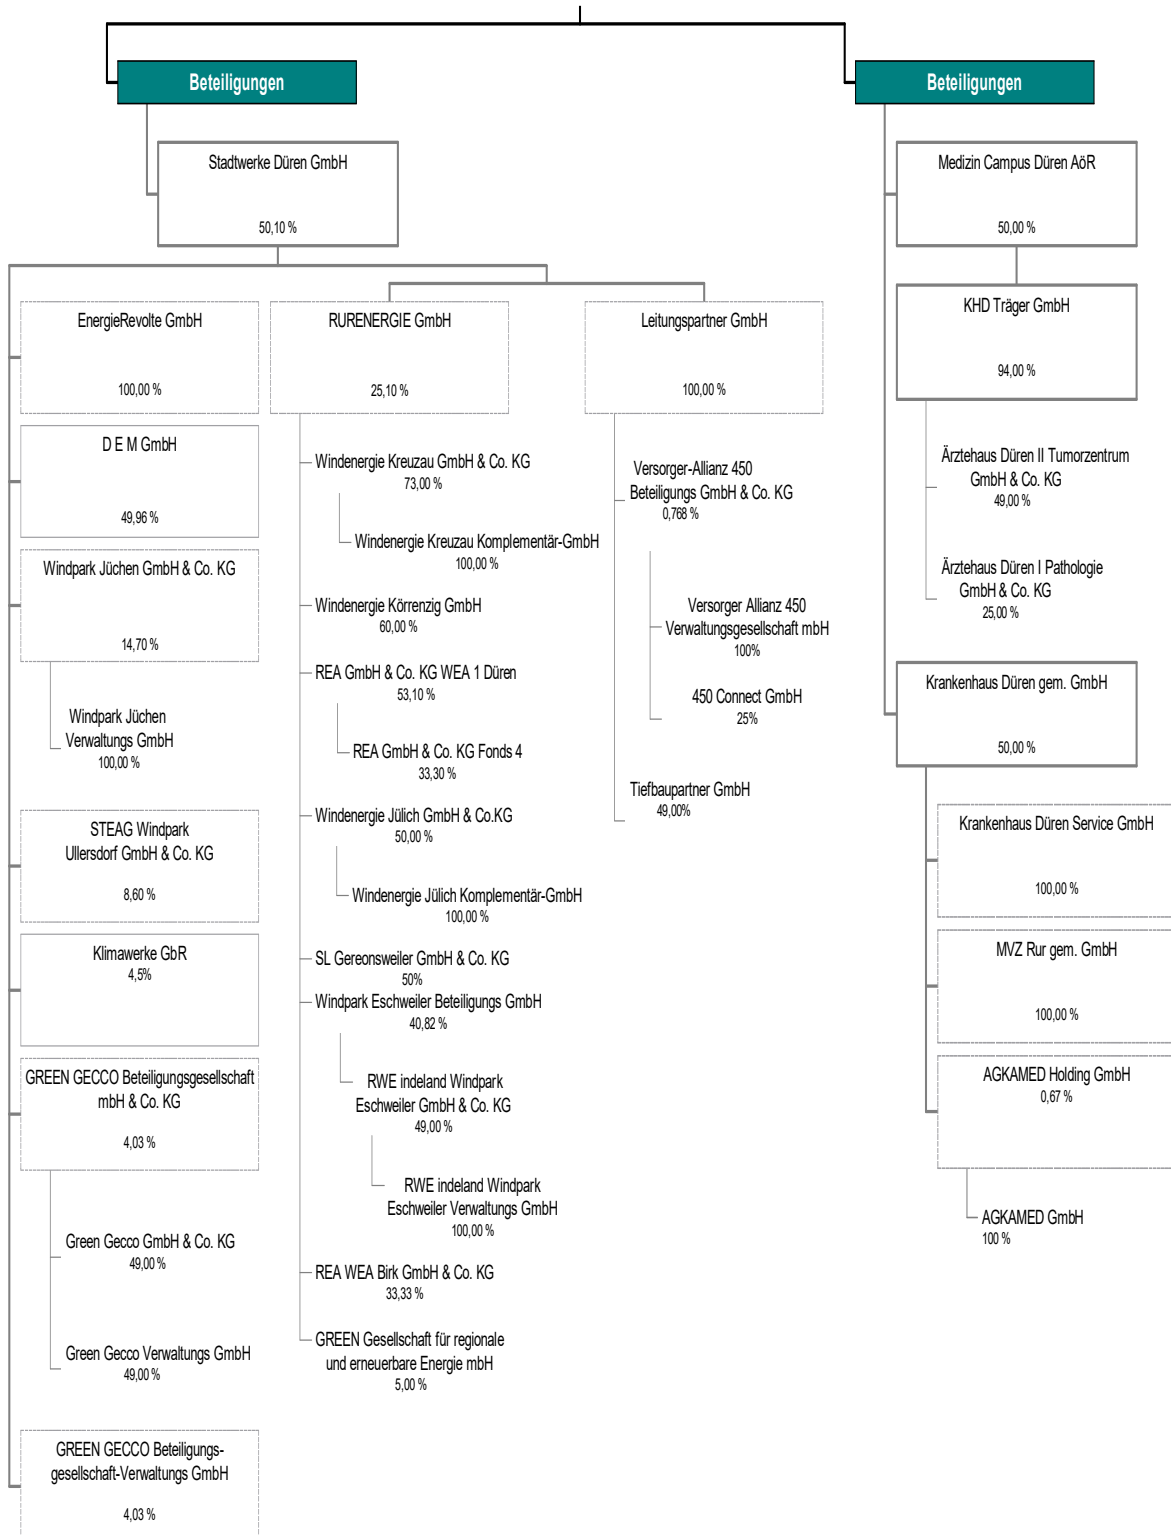 Beteiligungen
Stadtwerke Düren GmbH
50,10 %
EnergieRevolte GmbH
100,00 %
D E M GmbH
49,96 %
Windpark Jüchen GmbH & Co. KG
14,70 %
Windpark Jüchen
Verwaltungs GmbH
100,00 %
STEAG Windpark
Ullersdorf GmbH & Co. KG
8,60 %
Klimawerke GbR
4,5%
GREEN GECCO Beteiligungsgesellschaft
mbH & Co. KG
4,03 %
Green Gecco GmbH & Co. KG
49,00 %
Green Gecco Verwaltungs GmbH
49,00 %
GREEN GECCO Beteiligungs-
gesellschaft-Verwaltungs GmbH
4,03 %
RURENERGIE GmbH
25,10 %
Windenergie Kreuzau GmbH & Co. KG
73,00 %
Windenergie Kreuzau Komplementär-GmbH
100,00 %
Windenergie Körrenzig GmbH
60,00 %
REA GmbH & Co. KG WEA 1 Düren
53,10 %
REA GmbH & Co. KG Fonds 4
33,30 %
Windenergie Jülich GmbH & Co.KG
50,00 %
Windenergie Jülich Komplementär-GmbH
100,00 %
SL Gereonsweiler GmbH & Co. KG
50%
Windpark Eschweiler Beteiligungs GmbH
40,82 %
RWE indeland Windpark
Eschweiler GmbH & Co. KG
49,00 %
RWE indeland Windpark
Eschweiler Verwaltungs GmbH
100,00 %
REA WEA Birk GmbH & Co. KG
33,33 %
GREEN Gesellschaft für regionale
und erneuerbare Energie mbH
5,00 %
Leitungspartner GmbH
100,00 %
Versorger-Allianz 450
Beteiligungs GmbH & Co. KG
0,768 %
Versorger Allianz 450
Verwaltungsgesellschaft mbH
100%
450 Connect GmbH
25%
Tiefbaupartner GmbH
49,00%
Beteiligungen
Medizin Campus Düren AöR
50,00 %
KHD Träger GmbH
94,00 %
Ärztehaus Düren II Tumorzentrum
GmbH & Co. KG
49,00 %
Ärztehaus Düren I Pathologie
GmbH & Co. KG
25,00 %
Krankenhaus Düren gem. GmbH
50,00 %
Krankenhaus Düren Service GmbH
100,00 %
MVZ Rur gem. GmbH
100,00 %
AGKAMED Holding GmbH
0,67 %
AGKAMED GmbH
100 %